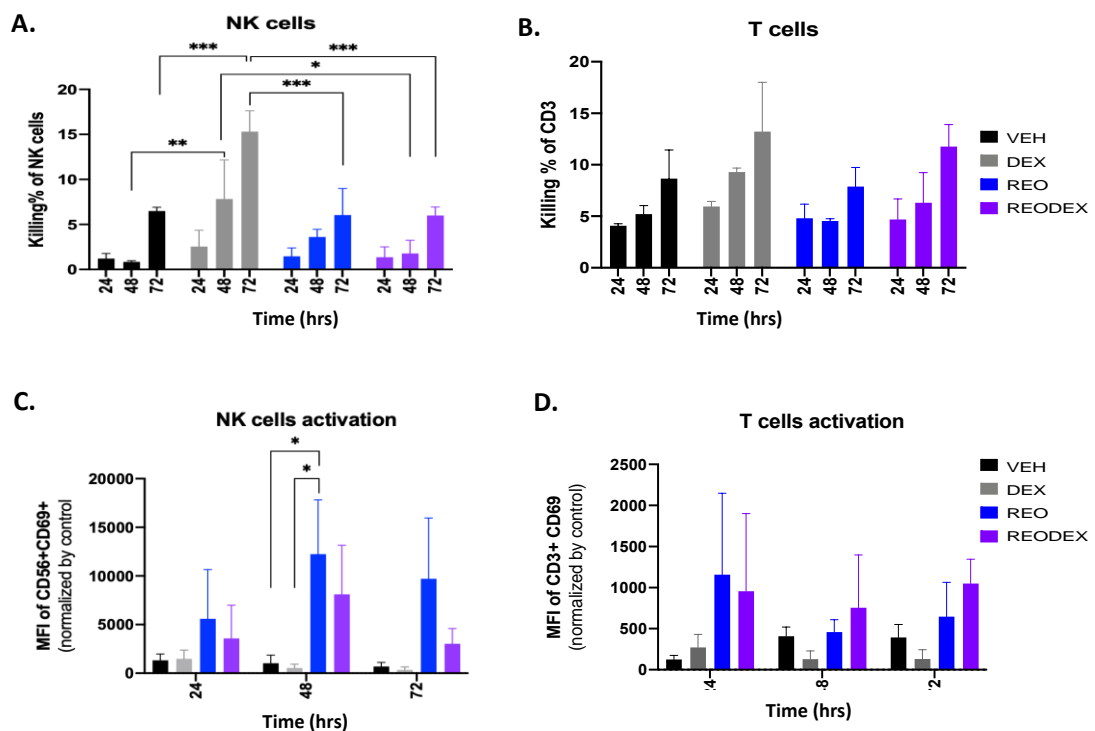 A.
NK cells
***
***
*
***
**
Killing% of NK cells
20
15
10
5
0
24 48 72 24 48 72 24 48 72 24 48 72
Time (hrs)
B.
T cells
Killing % of CD3
20
15
10
5
0
24 48 72 24 48 72 24 48 72 24 48 72
Time (hrs)
VEH
DEX
REO
REODEX
C.
NK cells activation
*
*
MFI of CD56+CD69+
(normalized by control)
20000
15000
10000
5000
0
24 48 72
Time (hrs)
D.
T cells activation
MFI of CD3+ CD69
(normalized by control)
2500
2000
1500
1000
500
0
Time (hrs)
VEH
DEX
REO
REODEX